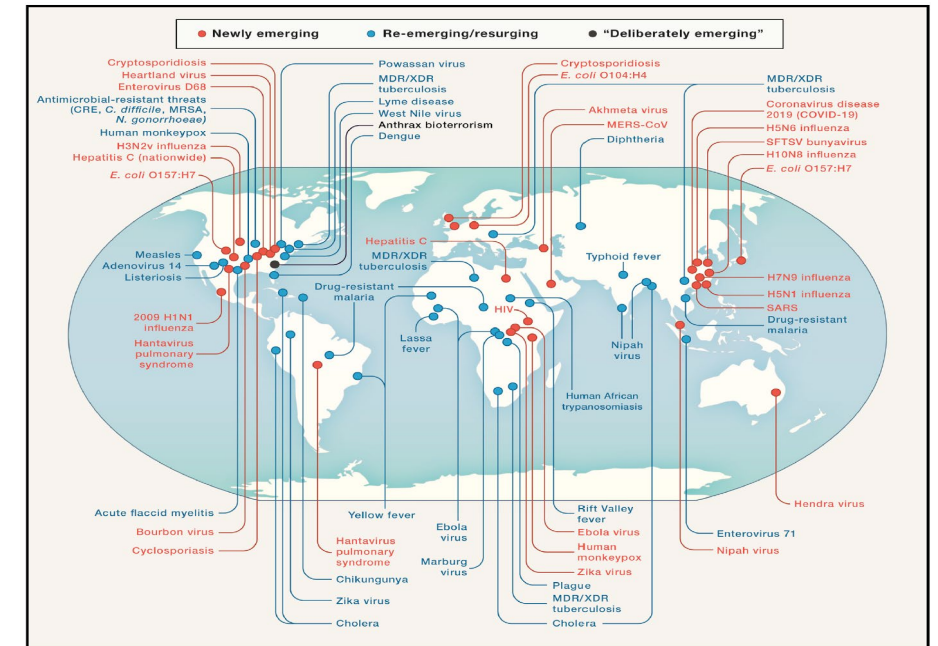 Newly emerging
Re-emerging/resurging
“Deliberately emerging”
Cryptosporidiosis
Heartland virus
Enterovirus D68
Antimicrobial-resistant threats
(CRE, C. difficile, MRSA,
N. gonorrhoeae)
Human monkeypox
H3N2v influenza
Hepatitis C (nationwide)
E. coli O157:H7
Powassan virus
MDR/XDR
tuberculosis
Lyme disease
West Nile virus
Anthrax bioterrorism
Dengue
Cryptosporidiosis
E. coli O104:H4
Akhmeta virus
MERS-CoV
Diphtheria
MDR/XDR
tuberculosis
Coronavirus disease
2019 (COVID-19)
H5N6 influenza
SFTSV bunyavirus
H10N8 influenza
E. coli O157:H7
Measles
Adenovirus 14
Listeriosis
2009 H1N1
influenza
Hantavirus
pulmonary
syndrome
Hepatitis C
MDR/XDR
tuberculosis
Drug-resistant
malaria
Lassa
fever
HIV
Typhoid fever
Nipah
virus
Human African
trypanosomiasis
H7N9 influenza
H5N1 influenza
SARS
Drug-resistant
malaria
Acute flaccid myelitis
Bourbon virus
Cyclosporiasis
Hantavirus
pulmonary
syndrome
Chikungunya
Zika virus
Cholera
Yellow fever
Ebola
virus
Marburg
virus
Rift Valley
fever
Ebola virus
Human
monkeypox
Zika virus
Plague
MDR/XDR
tuberculosis
Cholera
Hendra virus
Enterovirus 71
Nipah virus